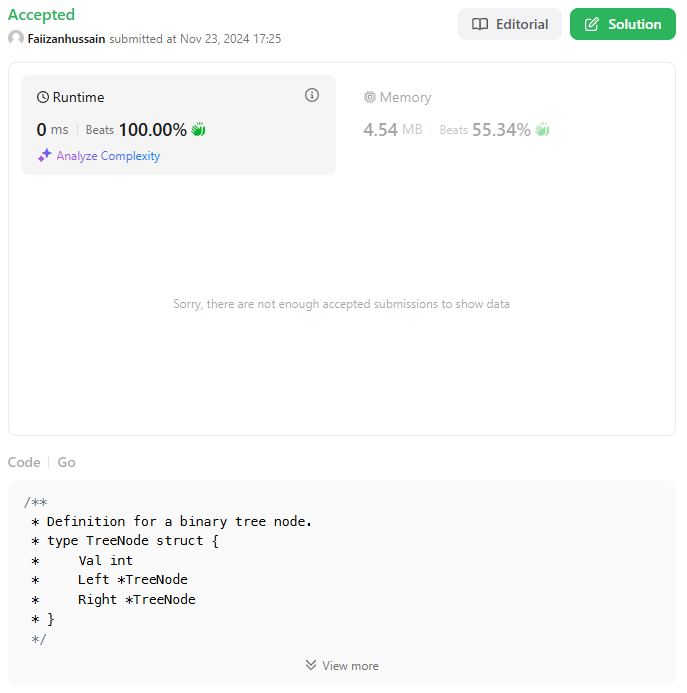 Accepted
Editorial
Solution
Faiizanhussain submitted at Nov 23, 2024 17:25
Runtime
Memory
0 ms Beats 100.00%
4.54 MB Beats 55.34%
Analyze Complexity
Sorry, there are not enough accepted submissions to show data
Code Go
/**
 * Definition for a binary tree node.
 * type TreeNode struct {
 *     Val int
 *     Left *TreeNode
 *     Right *TreeNode
 * }
 */
View more